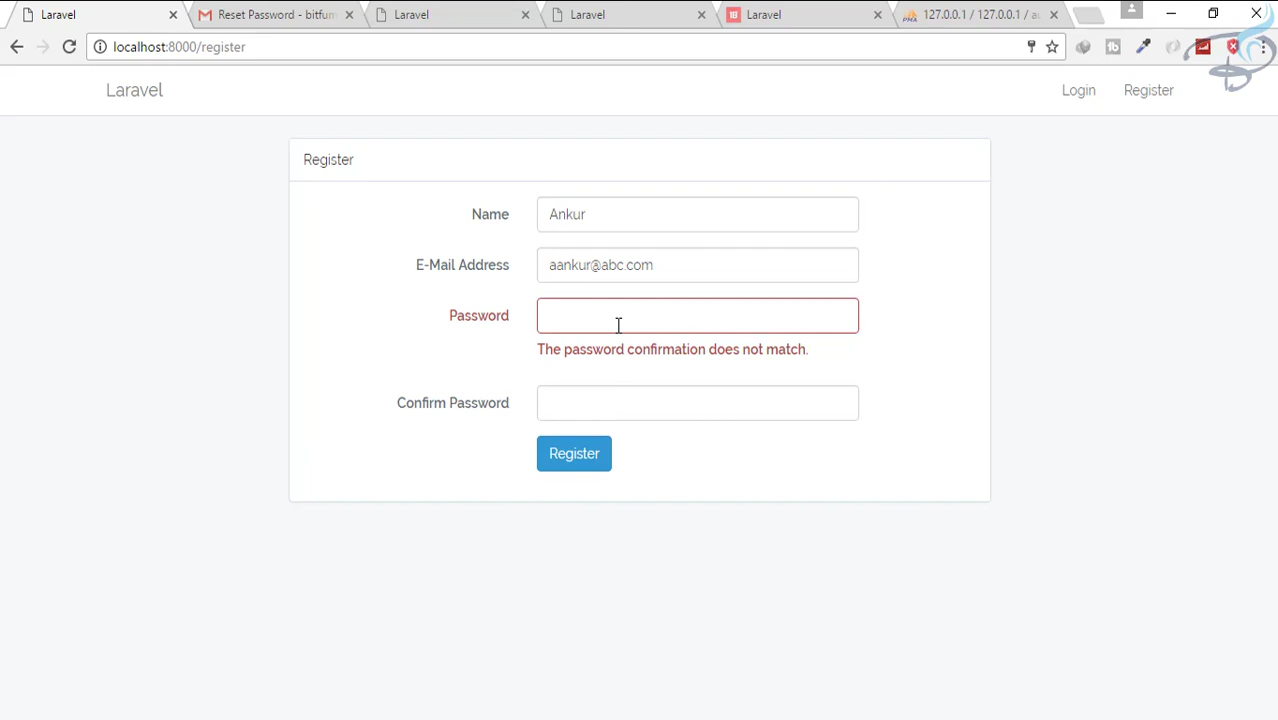 Laravel
Reset Password - bitfum
Laravel
Laravel
Laravel
127.0.0.1 / 127.0.0.1 / au
localhost:8000/register
Laravel
Login
Register
Register
Name
Ankur
E-Mail Address
aankur@abc.com
Password
The password confirmation does not match.
Confirm Password
Register